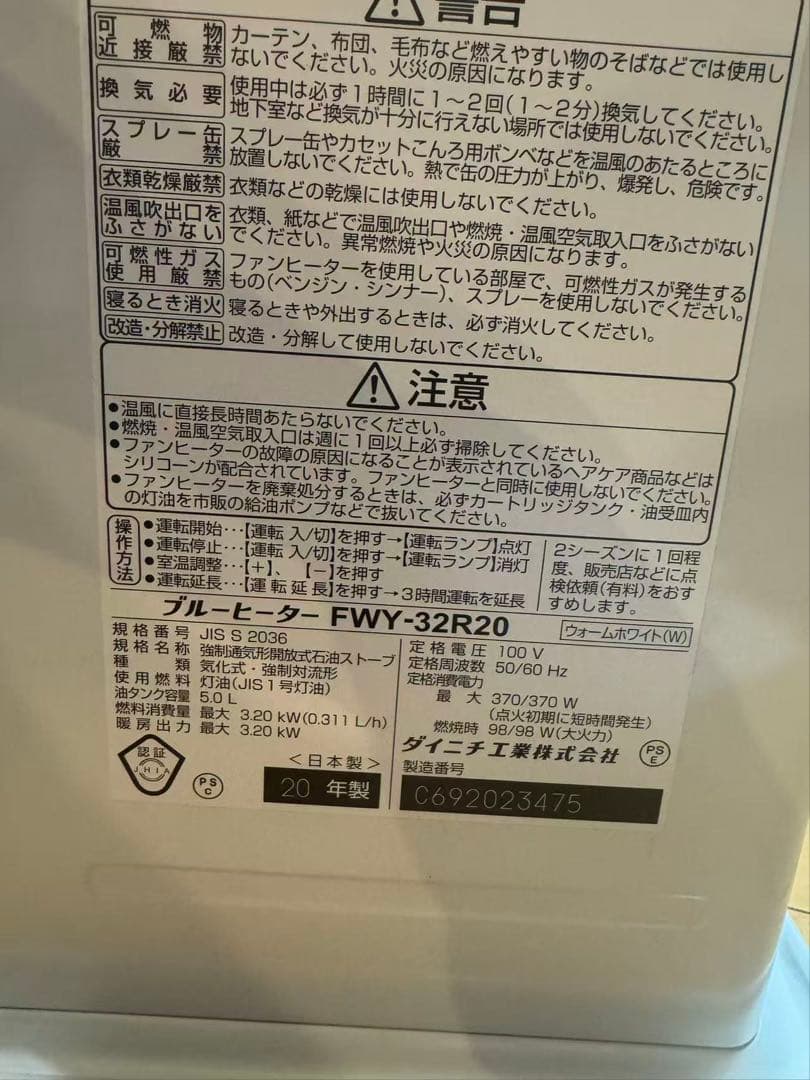 警告
可燃物
近接厳禁
カーテン、布団、毛布など燃えやすい物のそばなどでは使用し
ないでください。火災の原因になります。
換気必要
使用中は必ず1時間に1～2回(1～2分)換気してください。
地下室など換気が十分に行えない場所では使用しないでください。
スプレー缶
厳禁
スプレー缶やカセットこんろ用ボンベなどを温風のあたるところに
放置しないでください。熱で缶の圧力が上がり、爆発し、危険です。
衣類乾燥厳禁
衣類などの乾燥には使用しないでください。
温風吹出口を
ふさがない
衣類、紙などで温風吹出口や燃焼・温風空気取入口をふさがない
でください。異常燃焼や火災の原因になります。
可燃性ガス
使用厳禁
ファンヒーターを使用している部屋で、可燃性ガスが発生する
もの(ベンジン・シンナー)、スプレーを使用しないでください。
寝るとき消火
寝るときや外出するときは、必ず消火してください。
改造・分解禁止
改造・分解して使用しないでください。
注意
●温風に直接長時間あたらないでください。
●燃焼・温風空気取入口は週に1回以上必ず掃除してください。
●ファンヒーターの故障の原因になることが表示されているヘアケア商品などは
シリコーンが配合されています。ファンヒーターと同時に使用しないでください。
●ファンヒーターを廃棄処分するときは、必ずカートリッジタンク・油受皿内
の灯油を市販の給油ポンプなどで抜いてください。
操作方法
●運転開始…【運転 入/切】を押す→【運転ランプ】点灯
●運転停止…【運転 入/切】を押す→【運転ランプ】消灯
●室温調整…【+】、【−】を押す
●運転延長…【運転延長】を押す→3時間運転を延長
2シーズンに1回程
度、販売店などに点
検依頼(有料)をおす
すめします。
ブルーヒーター FWY-32R20
ウォームホワイト(W)
規格番号 JIS S 2036
規格名称 強制通気形開放式石油ストーブ
種類 気化式・強制対流形
使用燃料 灯油(JIS1号灯油)
油タンク容量 5.0 L
燃料消費量 最大 3.20 kW(0.311 L/h)
暖房出力 最大 3.20 kW
定格電圧 100 V
定格周波数 50/60 Hz
定格消費電力
最大 370/370 W
(点火初期に短時間発生)
燃焼時 98/98 W(大火力)
ダイニチ工業株式会社
PS
E
認証
JHIA
PS
C
<日本製>
20 年製
製造番号
C692023475